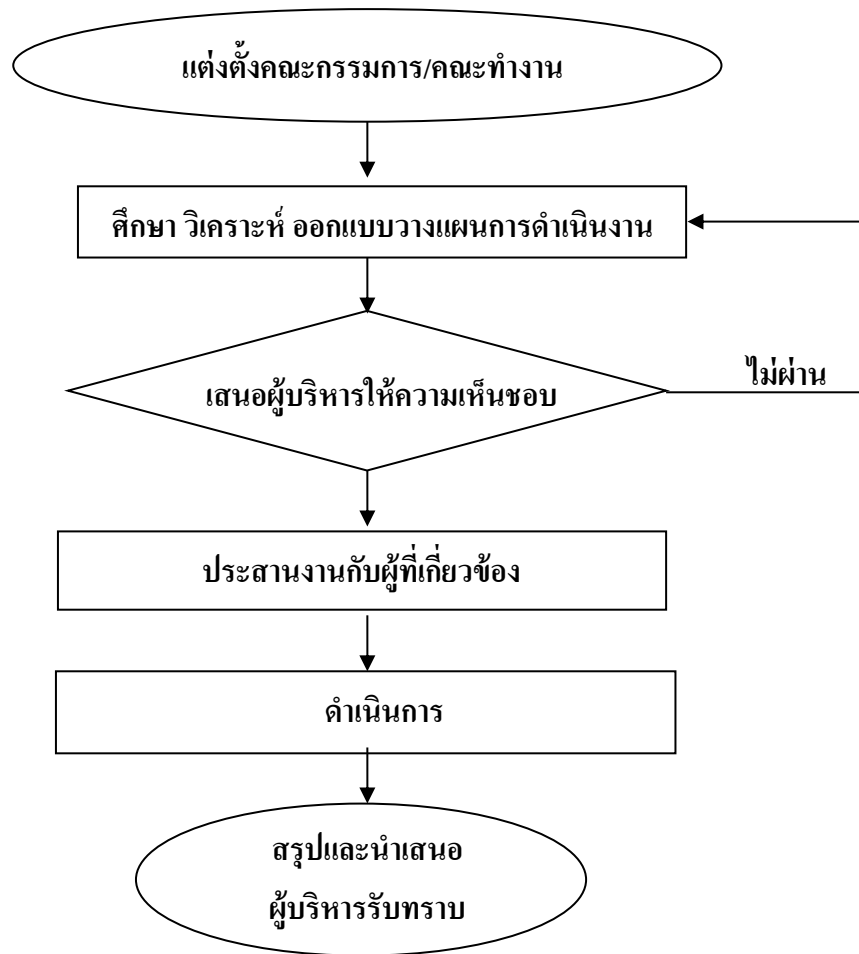 แต่งตั้งคณะกรรมการ/คณะทำงาน
ศึกษา วิเคราะห์ ออกแบบวางแผนการดำเนินงาน
เสนอผู้บริหารให้ความเห็นชอบ
ไม่ผ่าน
ประสานงานกับผู้ที่เกี่ยวข้อง
ดำเนินการ
สรุปและนำเสนอ
ผู้บริหารรับทราบ